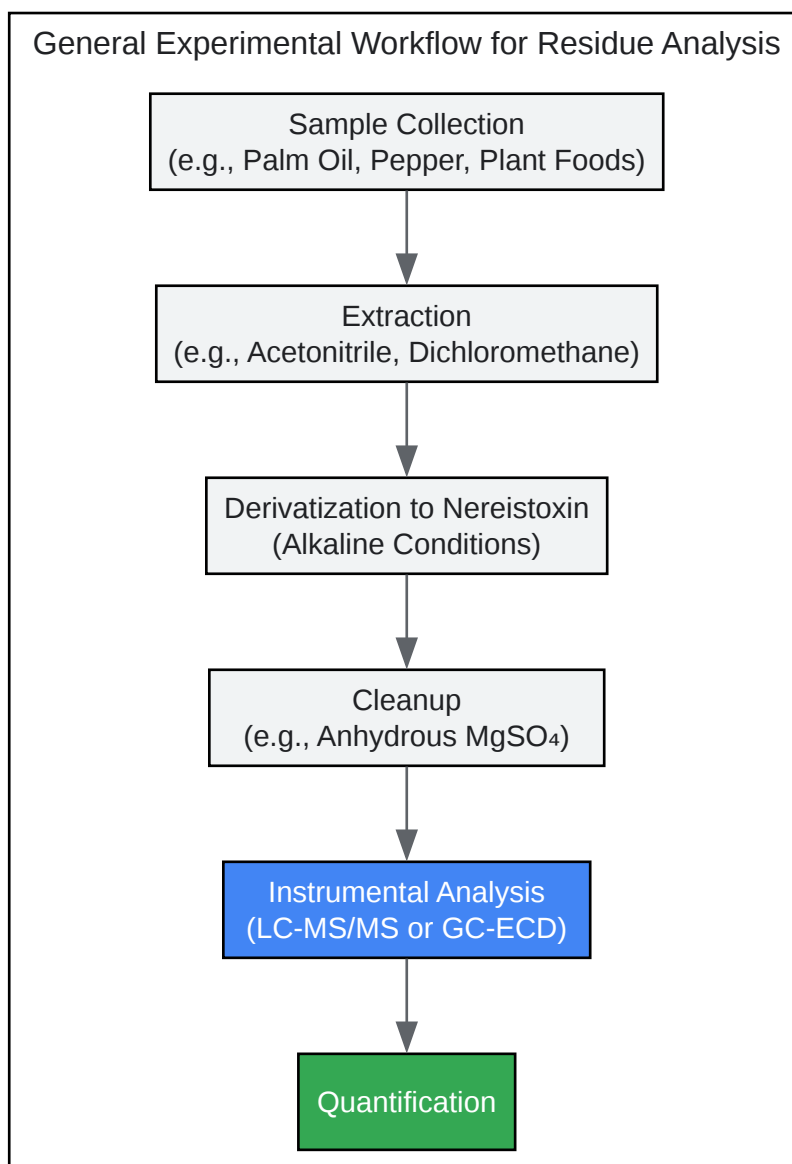 General Experimental Workflow for Residue Analysis
Sample Collection
(e.g., Palm Oil, Pepper, Plant Foods)
Extraction
(e.g., Acetonitrile, Dichloromethane)
Derivatization to Nereistoxin
(Alkaline Conditions)
Cleanup
(e.g., Anhydrous MgSO₄)
Instrumental Analysis
(LC-MS/MS or GC-ECD)
Quantification